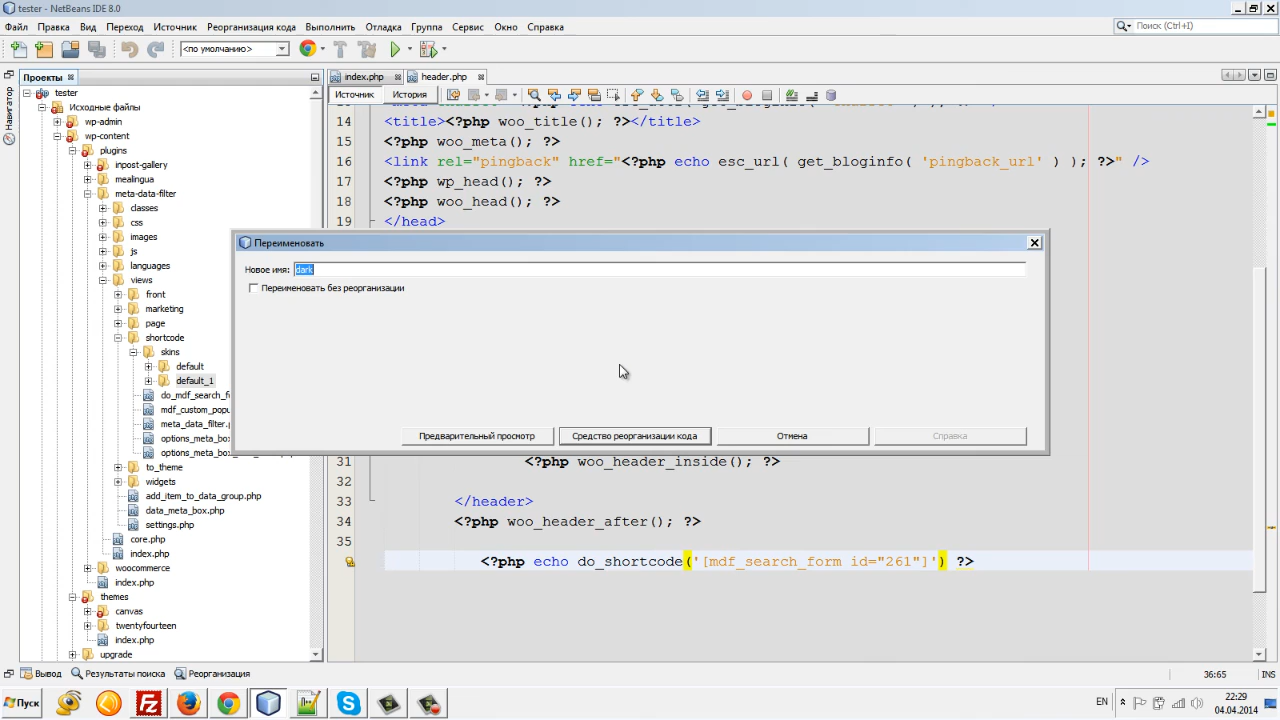 tester - NetBeans IDE 8.0
Файл Правка Вид Переход Источник Реорганизация кода Выполнить Отладка Группа Сервис Окно Справка
Поиск (Ctrl+I)
<по умолчанию>
Проекты
index.php
header.php
Источник
История
Навигатор
tester
Исходные файлы
wp-admin
wp-content
plugins
inpost-gallery
mealingua
meta-data-filter
classes
css
images
js
languages
views
front
marketing
page
shortcode
skins
default
default_1
do_mdf_search_f
mdf_custom_popu
meta_data_filter.
options_meta_bo
options_meta_bo
to_theme
widgets
add_item_to_data_group.php
data_meta_box.php
settings.php
core.php
index.php
woocommerce
index.php
themes
canvas
twentyfourteen
index.php
upgrade
14 <title><?php woo_title(); ?></title>
15 <?php woo_meta(); ?>
16 <link rel="pingback" href="<?php echo esc_url( get_bloginfo( 'pingback_url' ) ); ?>" />
17 <?php wp_head(); ?>
18 <?php woo_head(); ?>
19 </head>
Переименовать
Новое имя: dark
Переименовать без реорганизации
Предварительный просмотр
Средство реорганизации кода
Отмена
Справка
31 <?php woo_header_inside(); ?>
32
33 </header>
34 <?php woo_header_after(); ?>
35
<?php echo do_shortcode('[mdf_search_form id="261"]') ?>
Вывод
Результаты поиска
Реорганизация
36:65
INS
Пуск
EN
22:29
04.04.2014